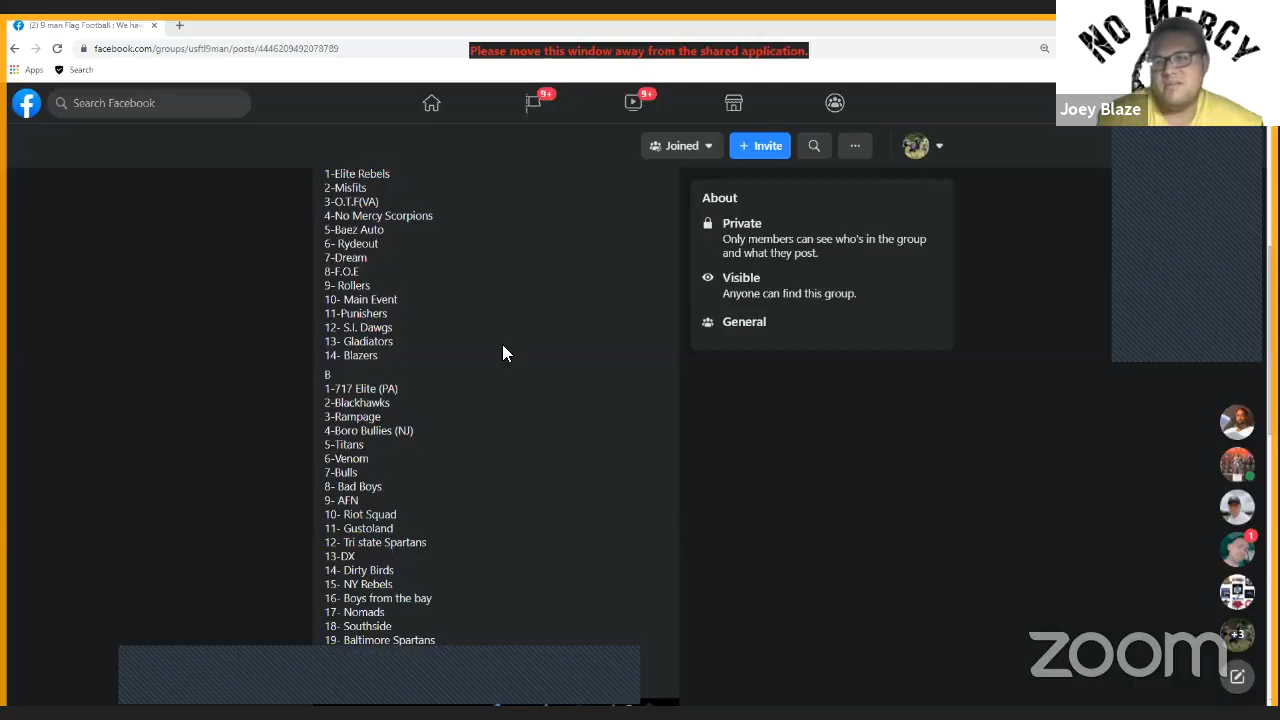 (2) 9 man Flag Football : We hav
facebook.com/groups/usftl9man/posts/4446209492078789
Please move this window away from the shared application.
Apps
Search
NO MERCY
Joey Blaze
Search Facebook
9+
9+
Joined
+ Invite
1-Elite Rebels
2-Misfits
3-O.T.F(VA)
4-No Mercy Scorpions
5-Baez Auto
6- Rydeout
7-Dream
8-F.O.E
9- Rollers
10- Main Event
11-Punishers
12- S.I. Dawgs
13- Gladiators
14- Blazers
B
1-717 Elite (PA)
2-Blackhawks
3-Rampage
4-Boro Bullies (NJ)
5-Titans
6-Venom
7-Bulls
8- Bad Boys
9- AFN
10- Riot Squad
11- Gustoland
12- Tri state Spartans
13-DX
14- Dirty Birds
15- NY Rebels
16- Boys from the bay
17- Nomads
18- Southside
19- Baltimore Spartans
About
Private
Only members can see who's in the group
and what they post.
Visible
Anyone can find this group.
General
1
+3
zoom